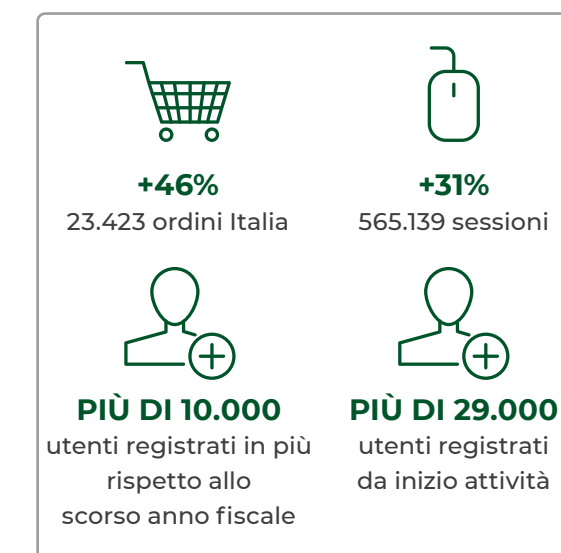 +46%
23.423 ordini Italia
+31%
565.139 sessioni
PIÙ DI 10.000
utenti registrati in più
rispetto allo
scorso anno fiscale
PIÙ DI 29.000
utenti registrati
da inizio attività